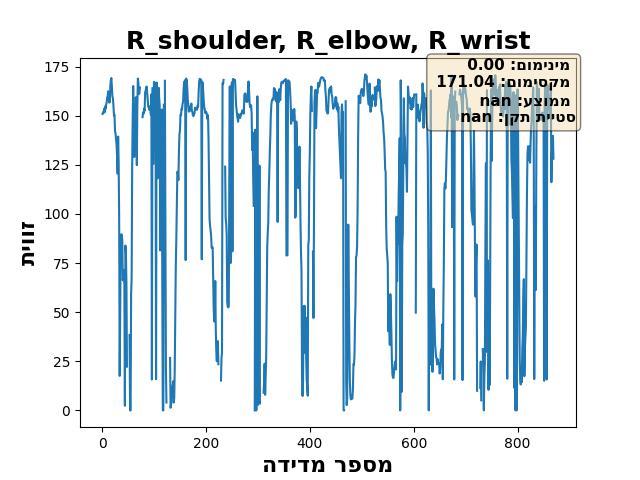 R_shoulder, R_elbow, R_wrist
מינימום: 0.00
מקסימום: 171.04
ממוצע: nan
סטיית תקן: nan
175
150
125
100
75
50
25
0
זווית
0 200 400 600 800
מספר מדידה